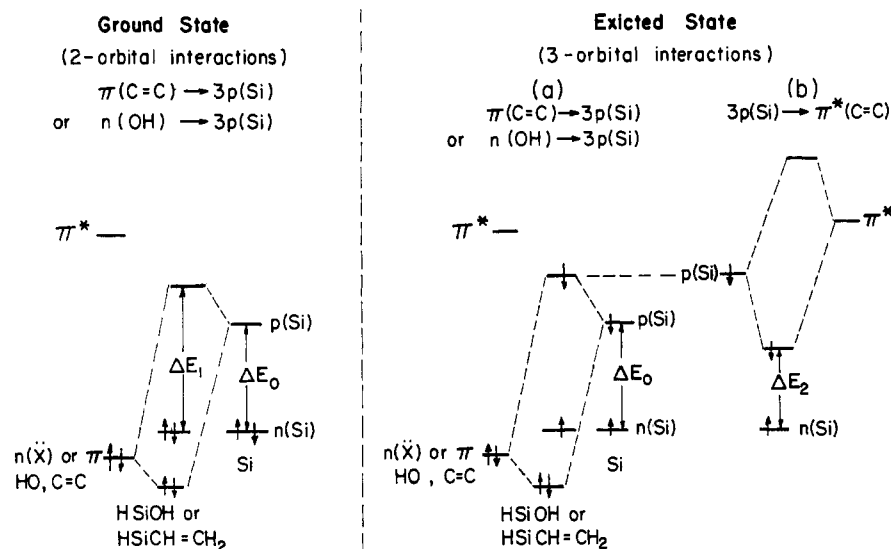 Ground State
(2-orbital interactions)
π(C=C) → 3p(Si)
or n(OH) → 3p(Si)
π*
p(Si)
ΔE₁
ΔE₀
n(Si)
n(Ẍ) or π
HO, C=C
Si
HSiOH or
HSiCH=CH₂
Exicted State
(3-orbital interactions)
(a)
π(C=C) → 3p(Si)
or n(OH) → 3p(Si)
(b)
3p(Si) → π*(C=C)
π*
π*
p(Si)
p(Si)
ΔE₀
ΔE₂
n(Si)
n(Si)
n(Ẍ) or π
HO, C=C
Si
HSiOH or
HSiCH=CH₂